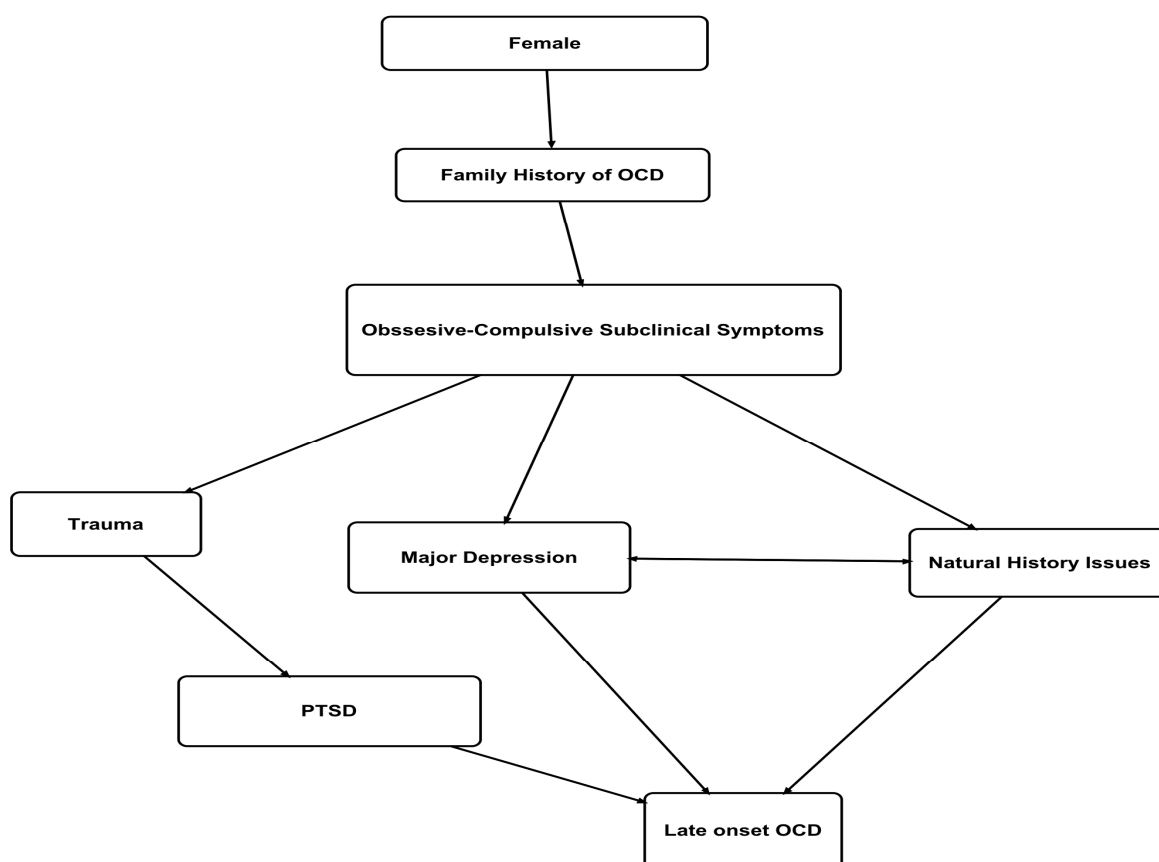 Female
Family History of OCD
Obssesive-Compulsive Subclinical Symptoms
Trauma
Major Depression
Natural History Issues
PTSD
Late onset OCD